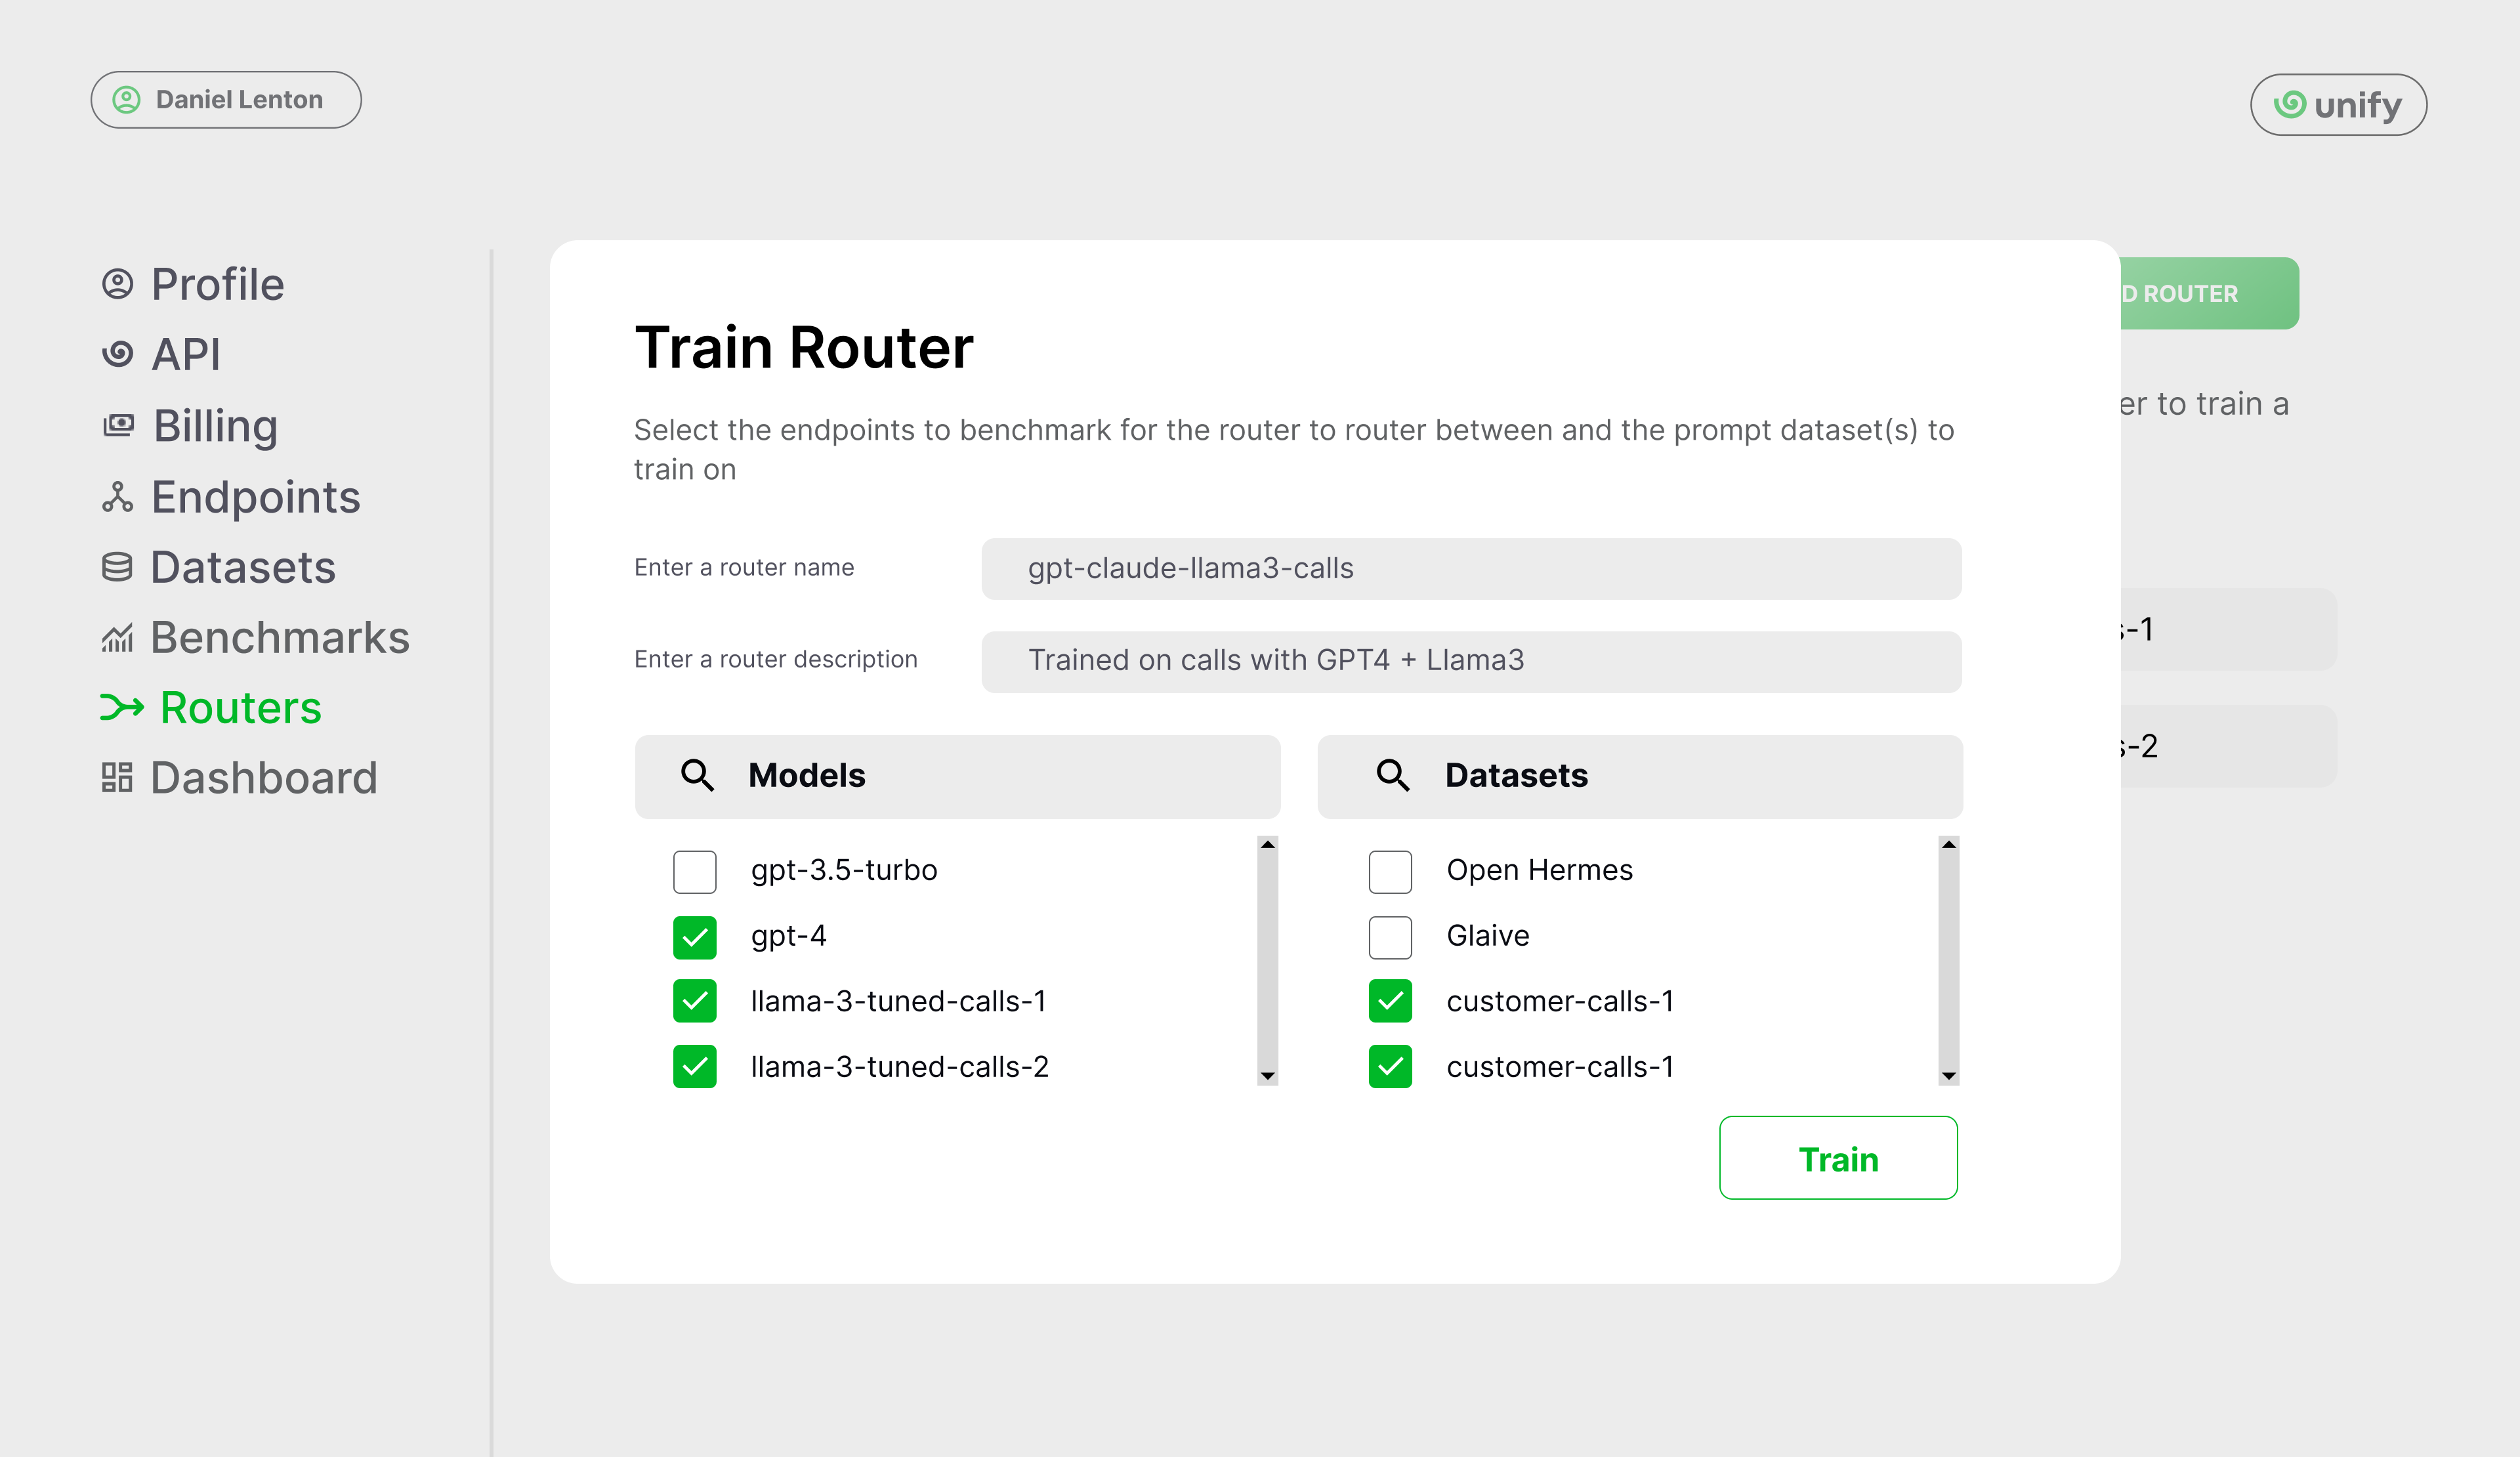 Daniel Lenton
unify
Profile
API
Billing
Endpoints
Datasets
Benchmarks
Routers
Dashboard
D ROUTER
er to train a
s-1
s-2
Train Router
Select the endpoints to benchmark for the router to router between and the prompt dataset(s) to
train on
Enter a router name
gpt-claude-llama3-calls
Enter a router description
Trained on calls with GPT4 + Llama3
Models
gpt-3.5-turbo
gpt-4
llama-3-tuned-calls-1
llama-3-tuned-calls-2
Datasets
Open Hermes
Glaive
customer-calls-1
customer-calls-1
Train